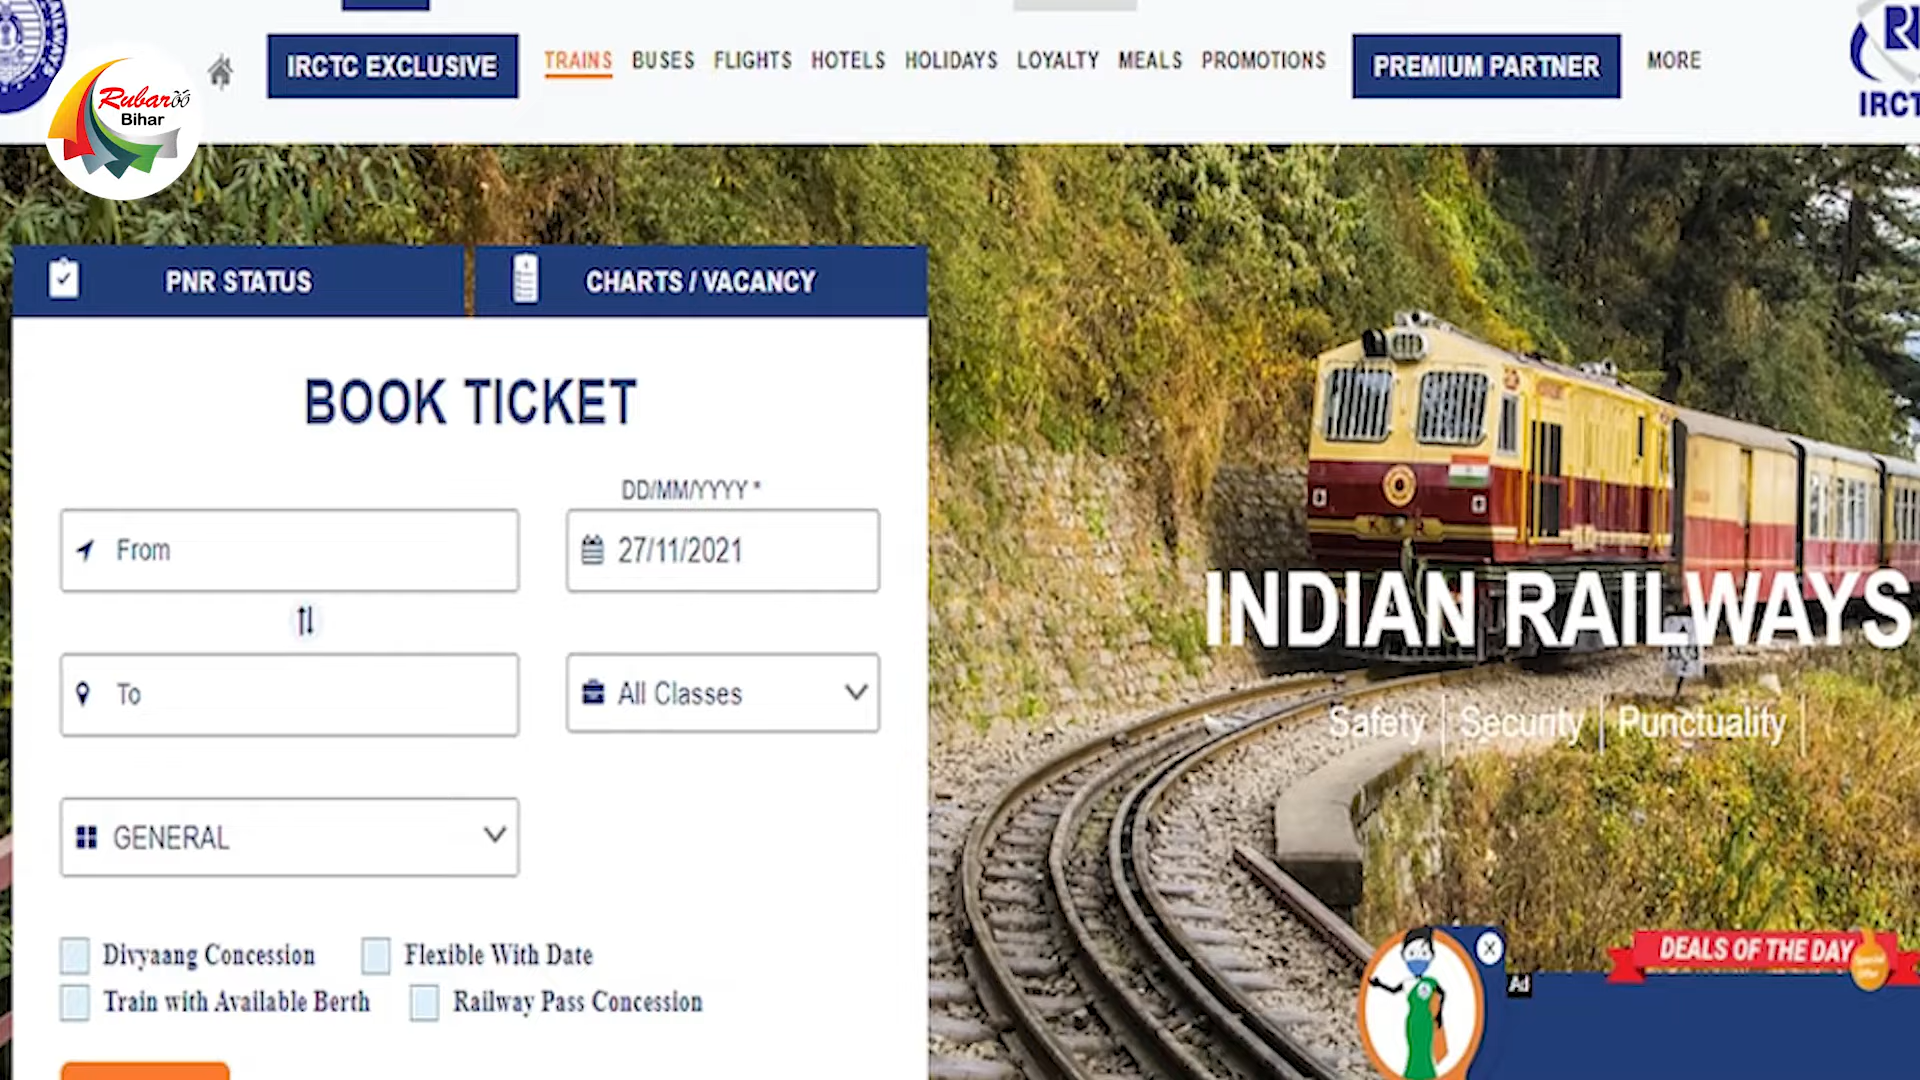 IRCTC EXCLUSIVE
TRAINS BUSES FLIGHTS HOTELS HOLIDAYS LOYALTY MEALS PROMOTIONS
PREMIUM PARTNER
MORE
Rubaroo
Bihar
PNR STATUS
CHARTS / VACANCY
BOOK TICKET
DD/MM/YYYY *
From
27/11/2021
To
All Classes
GENERAL
Divyaang Concession
Flexible With Date
Train with Available Berth
Railway Pass Concession
INDIAN RAILWAYS
Safety | Security | Punctuality |
DEALS OF THE DAY
Ad